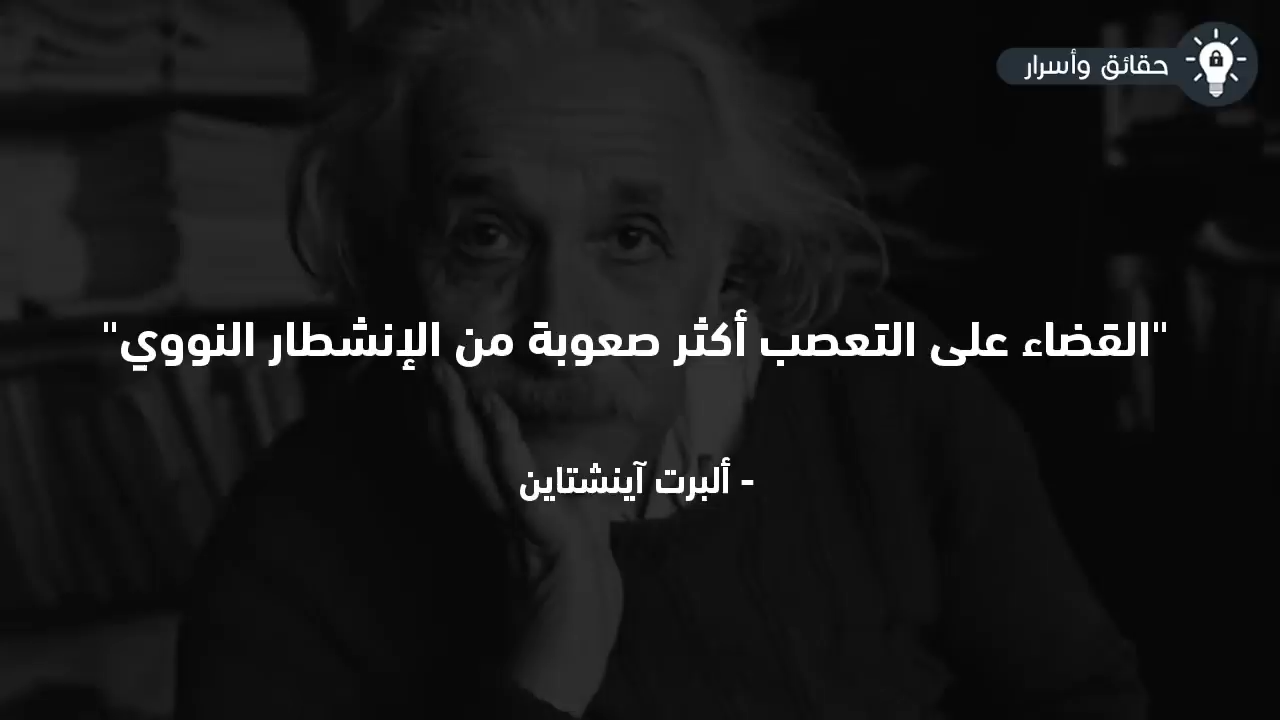 حقائق وأسرار
"القضاء على التعصب أكثر صعوبة من الإنشطار النووي"
- ألبرت آينشتاين